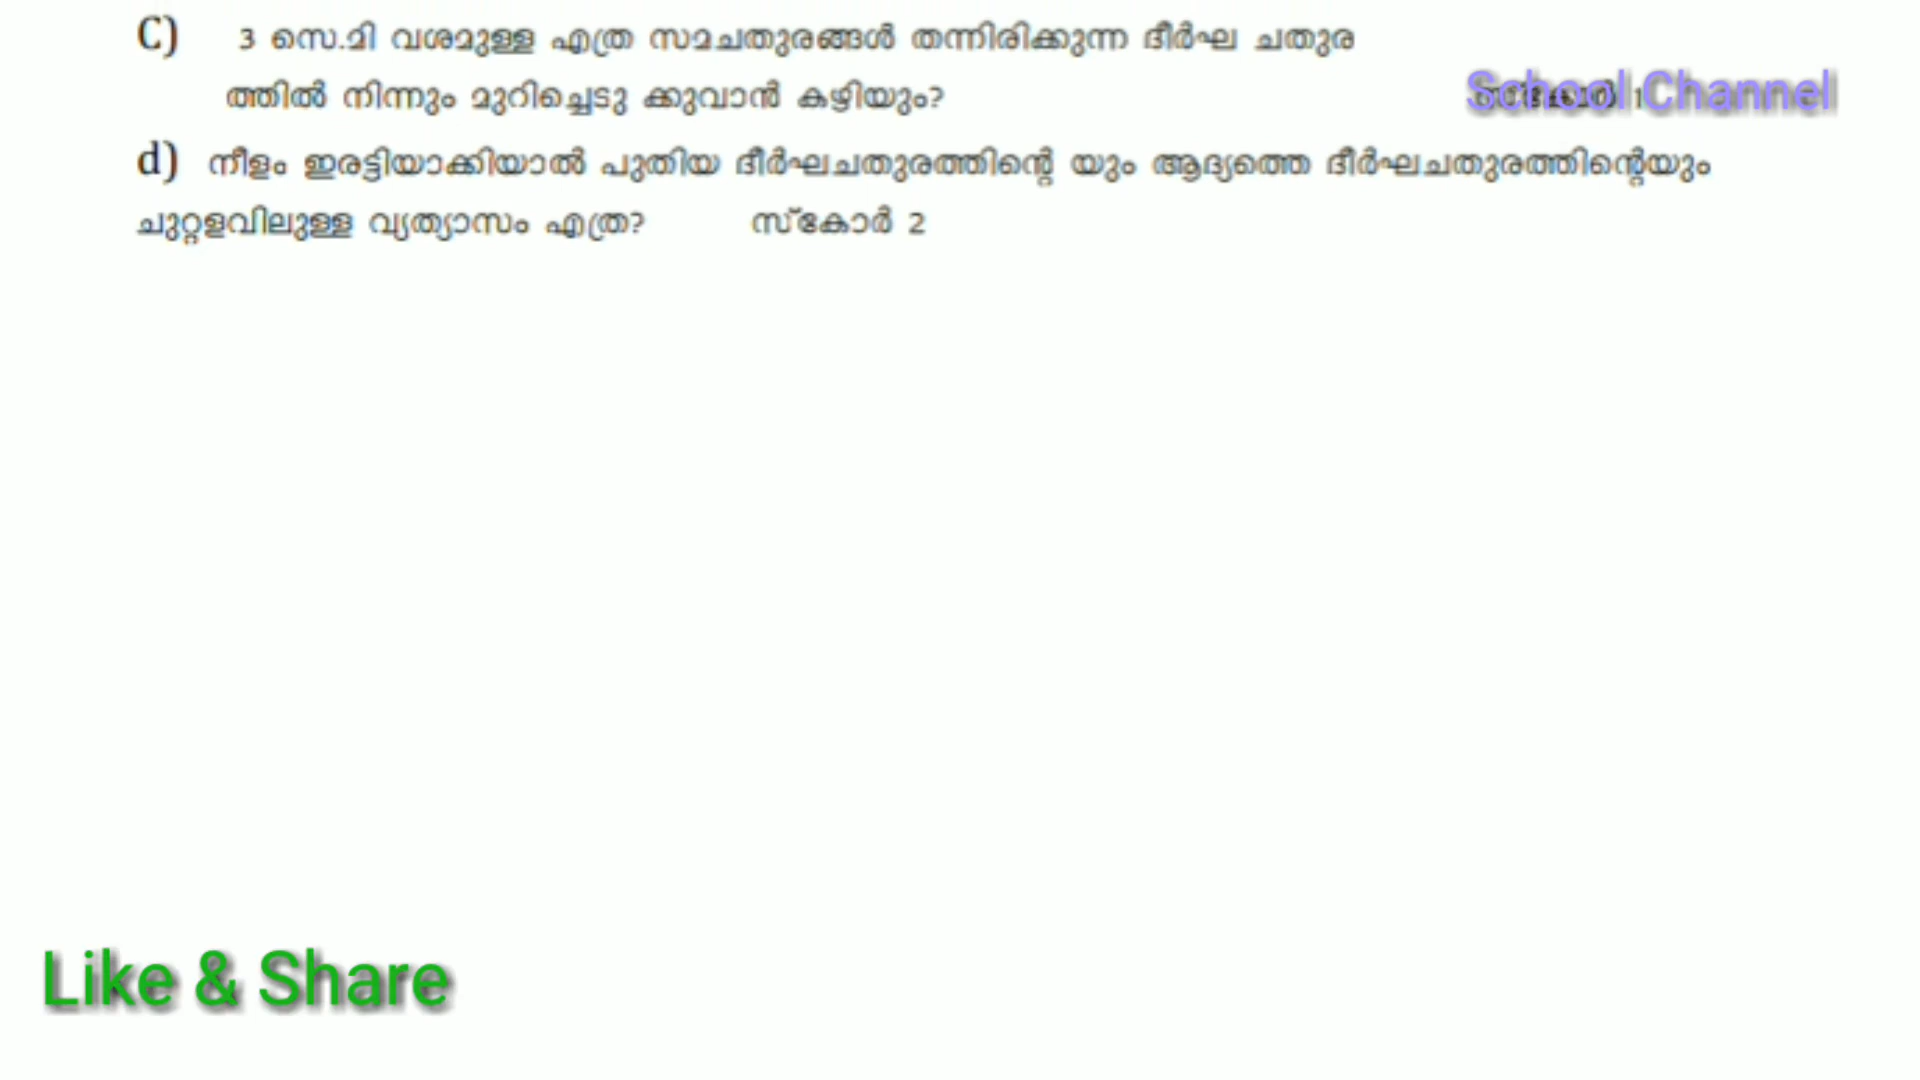 C) 3 സെ.മി വശമുള്ള എത്ര സമചതുരങ്ങൾ തന്നിരിക്കുന്ന ദീർഘ ചതുര
ത്തിൽ നിന്നും മുറിച്ചെടു ക്കുവാൻ കഴിയും?
School Channel
d) നീളം ഇരട്ടിയാക്കിയാൽ പുതിയ ദീർഘചതുരത്തിന്റെ യും ആദ്യത്തെ ദീർഘചതുരത്തിന്റെയും
ചുറ്റളവിലുള്ള വ്യത്യാസം എത്ര? സ്കോർ 2
Like & Share